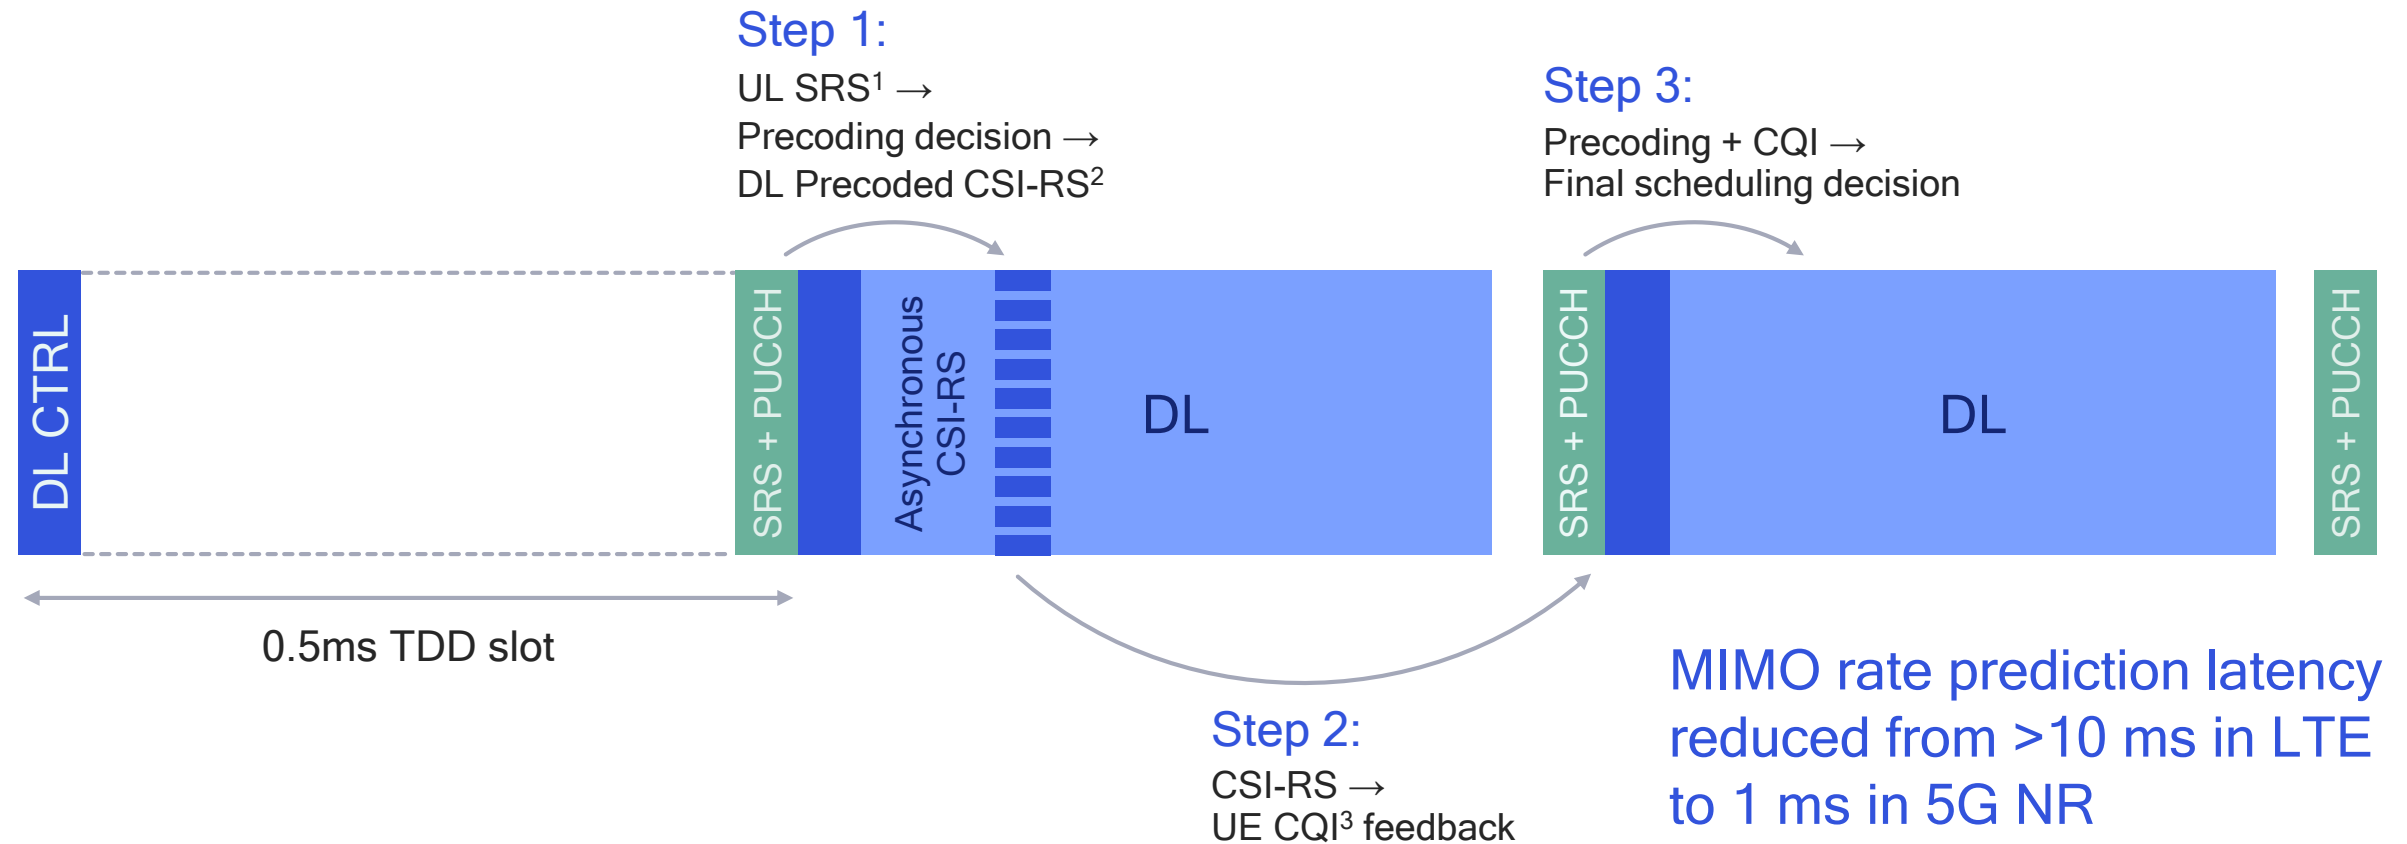 Step 1:
UL SRS¹ →
Precoding decision →
DL Precoded CSI-RS²
Step 3:
Precoding + CQI →
Final scheduling decision
DL CTRL
SRS + PUCCH
Asynchronous
CSI-RS
DL
SRS + PUCCH
DL
SRS + PUCCH
0.5ms TDD slot
Step 2:
CSI-RS →
UE CQI³ feedback
MIMO rate prediction latency
reduced from >10 ms in LTE
to 1 ms in 5G NR